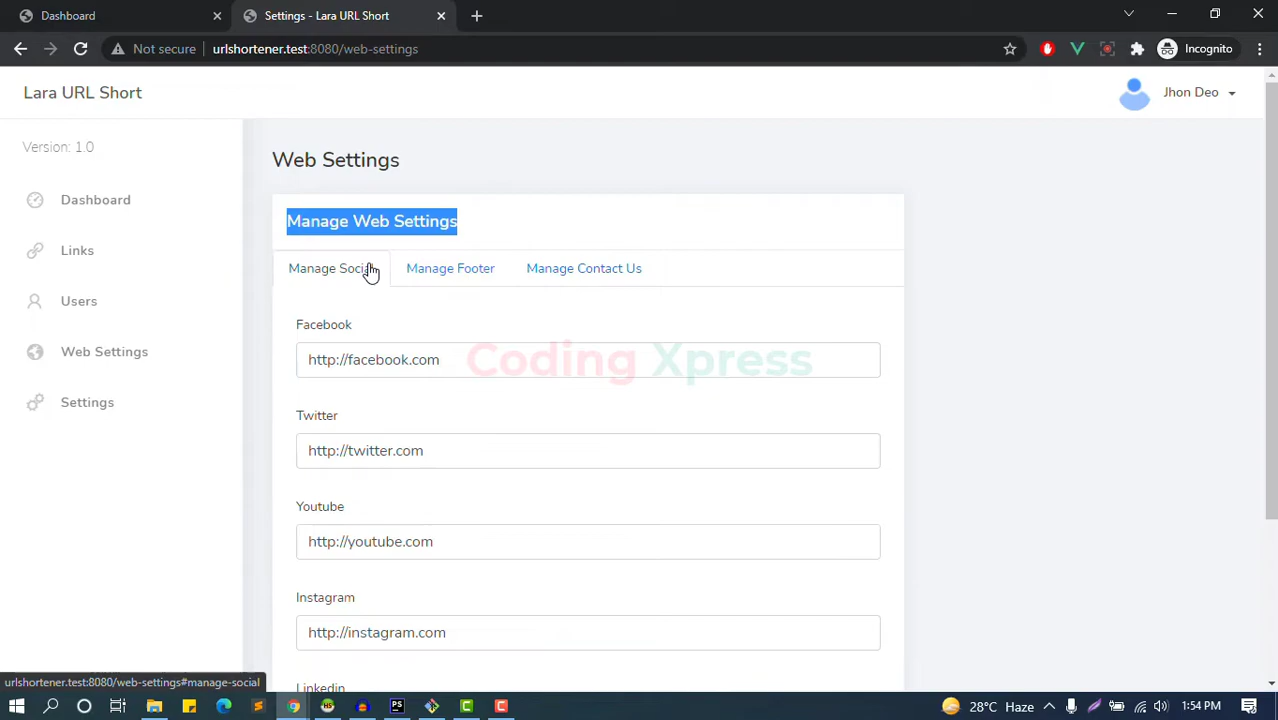 Dashboard
Settings - Lara URL Short
Not secure
urlshortener.test:8080/web-settings
Incognito
Lara URL Short
Jhon Deo
Version: 1.0
Dashboard
Links
Users
Web Settings
Settings
Web Settings
Manage Web Settings
Manage Social
Manage Footer
Manage Contact Us
Facebook
http://facebook.com
Coding Xpress
Twitter
http://twitter.com
Youtube
http://youtube.com
Instagram
http://instagram.com
Linkedin
urlshortener.test:8080/web-settings#manage-social
PS
28°C Haze
1:54 PM